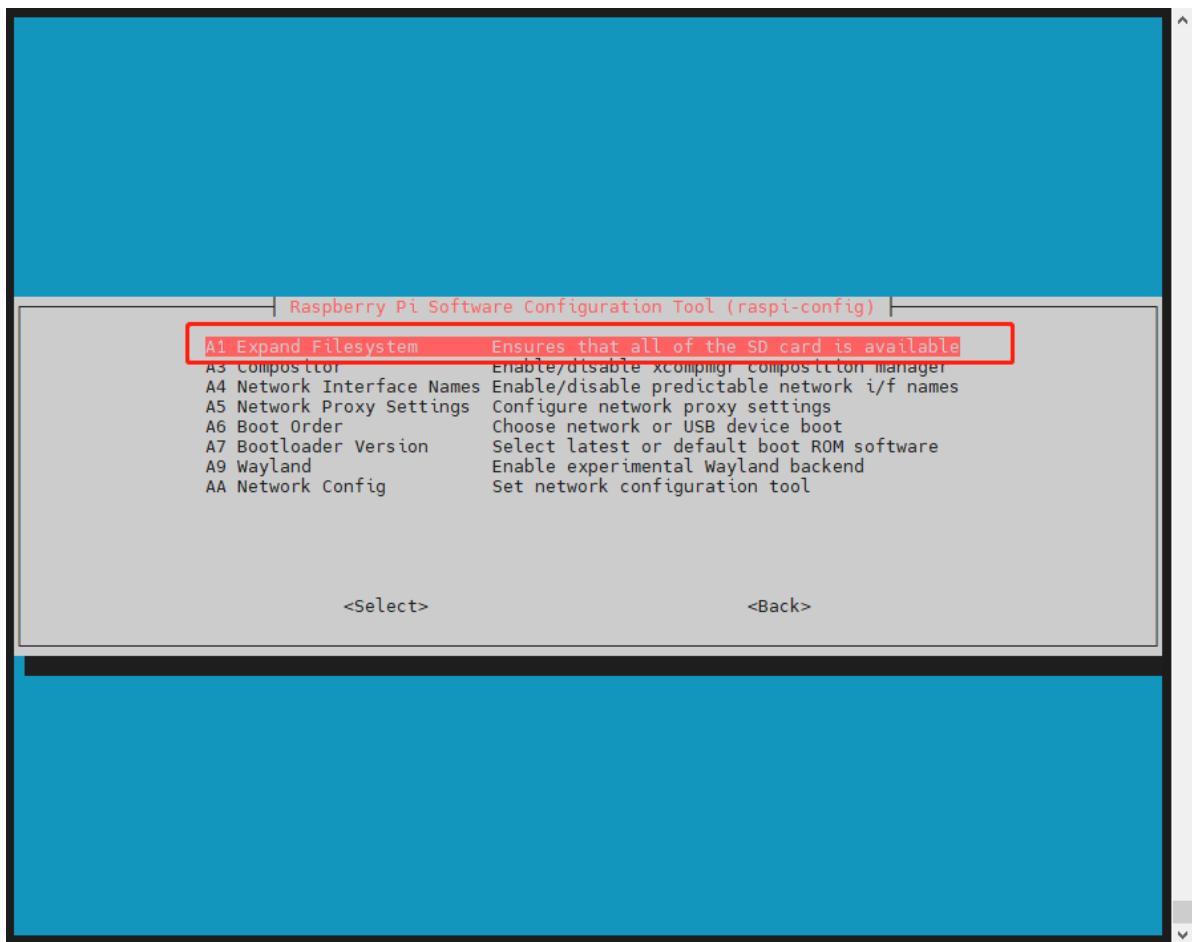 Raspberry Pi Software Configuration Tool (raspi-config)
A1 Expand Filesystem Ensures that all of the SD card is available
A3 Compositor Enable/disable xcompmgr composition manager
A4 Network Interface Names Enable/disable predictable network i/f names
A5 Network Proxy Settings Configure network proxy settings
A6 Boot Order Choose network or USB device boot
A7 Bootloader Version Select latest or default boot ROM software
A9 Wayland Enable experimental Wayland backend
AA Network Config Set network configuration tool
<Select> <Back>